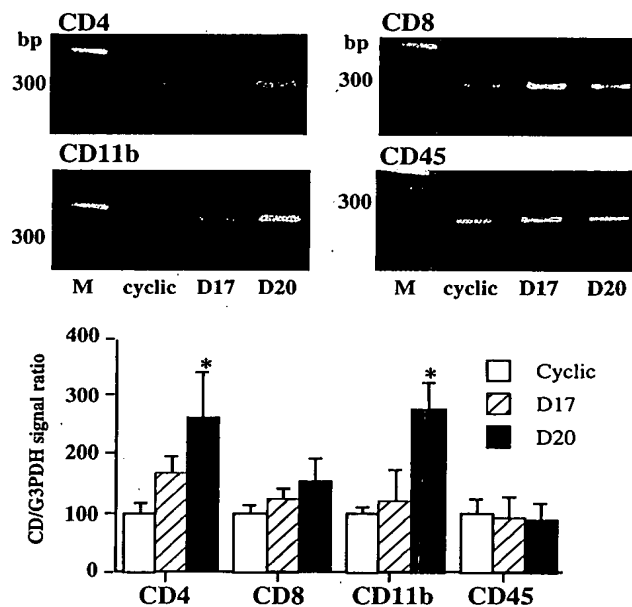 CD4
CD8
bp
300
bp
300
CD11b
CD45
300
300
M cyclic D17 D20
M cyclic D17 D20
CD/G3PDH signal ratio
400
300
200
100
0
*
*
Cyclic
D17
D20
CD4 CD8 CD11b CD45